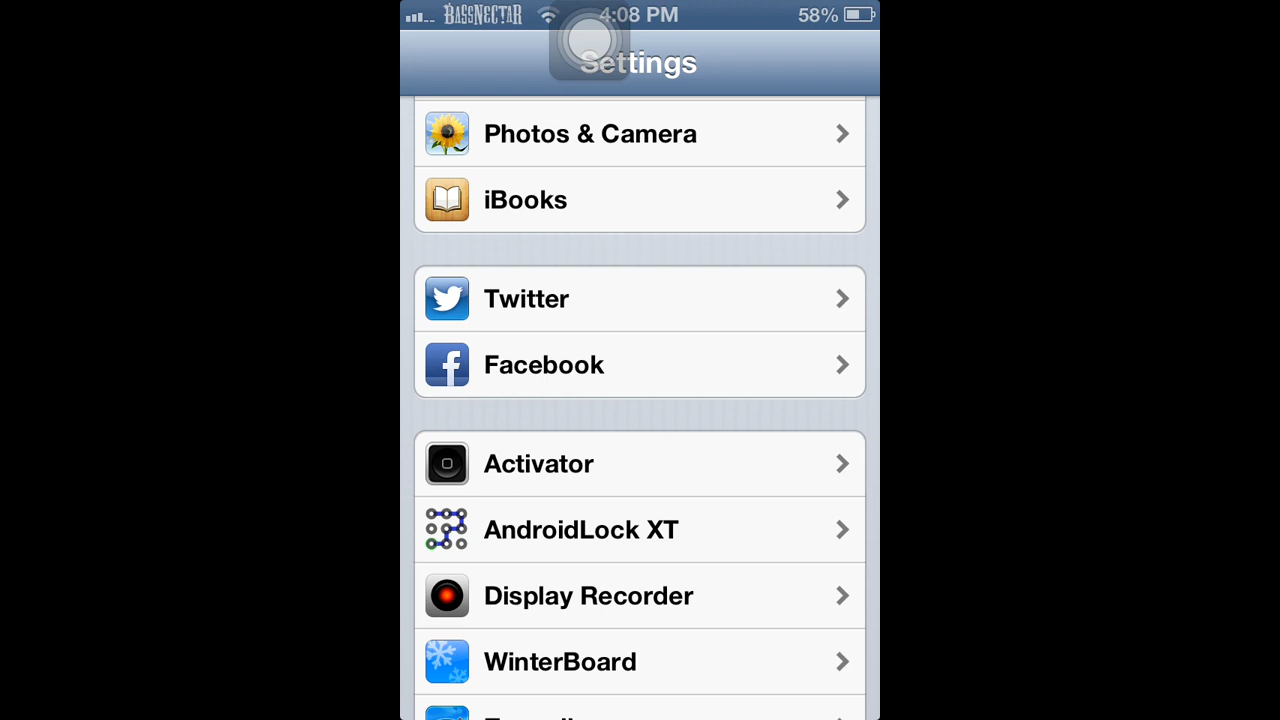 BASSNECTAR 4:08 PM 58%
Settings
Photos & Camera
iBooks
Twitter
Facebook
Activator
AndroidLock XT
Display Recorder
WinterBoard